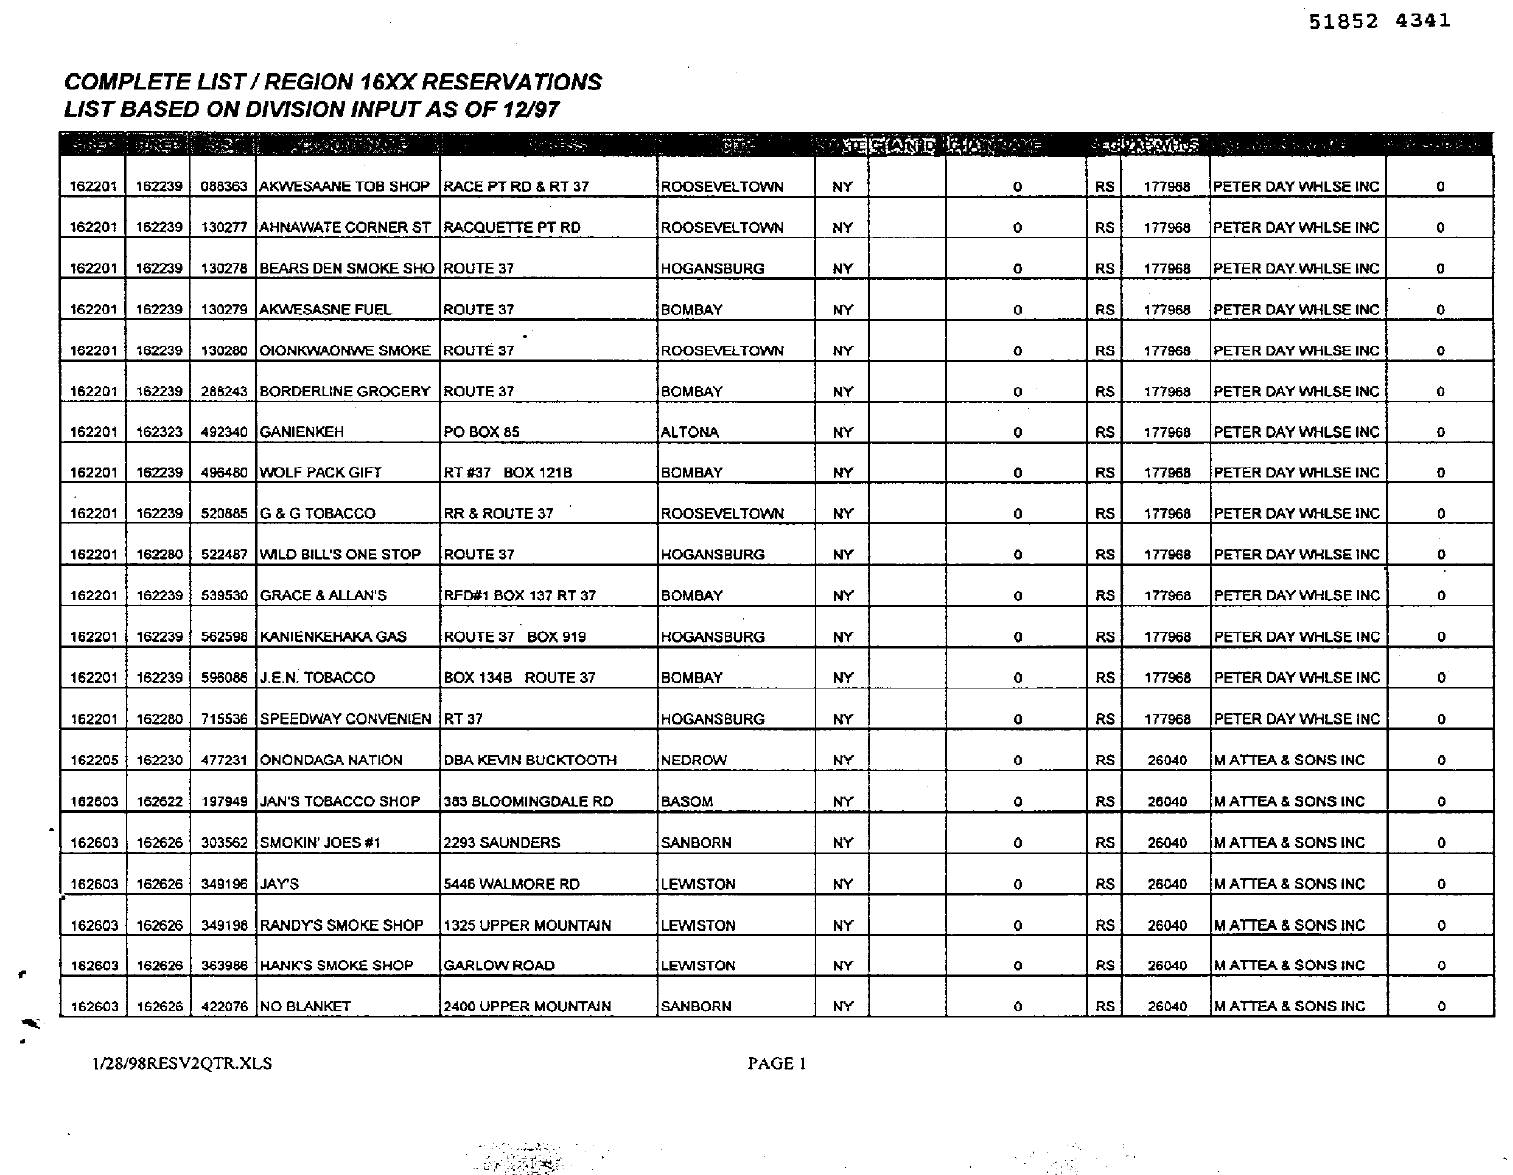 51852 4341
COMPLETE LIST / REGION 16XX RESERVATIONS
LIST BASED ON DIVISION INPUT AS OF 12/97
162201 162239 088363 AKWESAANE TOB SHOP RACE PT RD & RT 37 ROOSEVELTOWN NY 0 RS 177968 PETER DAY WHLSE INC 0
162201 162239 130277 AHNAWATE CORNER ST RACQUETTE PT RD ROOSEVELTOWN NY 0 RS 177968 PETER DAY WHLSE INC 0
162201 162239 130278 BEARS DEN SMOKE SHO ROUTE 37 HOGANSBURG NY 0 RS 177968 PETER DAY WHLSE INC 0
162201 162239 130279 AKWESASNE FUEL ROUTE 37 BOMBAY NY 0 RS 177968 PETER DAY WHLSE INC 0
162201 162239 130280 OIONKWAONWE SMOKE ROUTE 37 ROOSEVELTOWN NY 0 RS 177968 PETER DAY WHLSE INC 0
162201 162239 288243 BORDERLINE GROCERY ROUTE 37 BOMBAY NY 0 RS 177968 PETER DAY WHLSE INC 0
162201 162323 492340 GANIENKEH PO BOX 85 ALTONA NY 0 RS 177968 PETER DAY WHLSE INC 0
162201 162239 496480 WOLF PACK GIFT RT #37 BOX 121B BOMBAY NY 0 RS 177968 PETER DAY WHLSE INC 0
162201 162239 520885 G & G TOBACCO RR & ROUTE 37 ROOSEVELTOWN NY 0 RS 177968 PETER DAY WHLSE INC 0
162201 162280 522487 WILD BILL'S ONE STOP ROUTE 37 HOGANSBURG NY 0 RS 177968 PETER DAY WHLSE INC 0
162201 162239 539530 GRACE & ALLAN'S RFD#1 BOX 137 RT 37 BOMBAY NY 0 RS 177968 PETER DAY WHLSE INC 0
162201 162239 562598 KANIENKEHAKA GAS ROUTE 37 BOX 919 HOGANSBURG NY 0 RS 177968 PETER DAY WHLSE INC 0
162201 162239 596086 J.E.N. TOBACCO BOX 134B ROUTE 37 BOMBAY NY 0 RS 177968 PETER DAY WHLSE INC 0
162201 162280 715536 SPEEDWAY CONVENIEN RT 37 HOGANSBURG NY 0 RS 177968 PETER DAY WHLSE INC 0
162205 162230 477231 ONONDAGA NATION DBA KEVIN BUCKTOOTH NEDROW NY 0 RS 26040 M ATTEA & SONS INC 0
162603 162622 197949 JAN'S TOBACCO SHOP 383 BLOOMINGDALE RD BASOM NY 0 RS 26040 M ATTEA & SONS INC 0
162603 162626 303562 SMOKIN' JOES #1 2293 SAUNDERS SANBORN NY 0 RS 26040 M ATTEA & SONS INC 0
162603 162626 349196 JAY'S 5446 WALMORE RD LEWISTON NY 0 RS 26040 M ATTEA & SONS INC 0
162603 162626 349198 RANDY'S SMOKE SHOP 1325 UPPER MOUNTAIN LEWISTON NY 0 RS 26040 M ATTEA & SONS INC 0
162603 162626 363986 HANK'S SMOKE SHOP GARLOW ROAD LEWISTON NY 0 RS 26040 M ATTEA & SONS INC 0
162603 162626 422076 NO BLANKET 2400 UPPER MOUNTAIN SANBORN NY 0 RS 26040 M ATTEA & SONS INC 0
1/28/98RESV2QTR.XLS PAGE 1